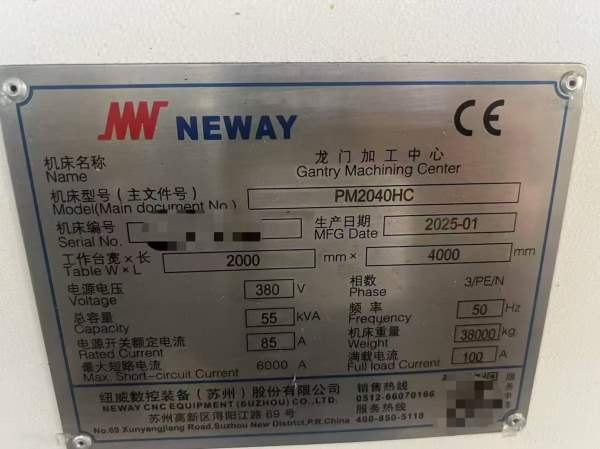 NEWAY CE
机床名称 龙门加工中心
Name Gantry Machining Center
机床型号(主文件号) PM2040HC
Model(Main document No.)
机床编号 生产日期 2025-01
Serial No. MFG Date
工作台宽×长 2000 mm× 4000 mm
Table W×L
电源电压 380 V 相数 3/PE/N
Voltage Phase
总容量 55 kVA 频率 50 Hz
Capacity Frequency
电源开关额定电流 85 A 机床重量 38000 kg
Rated Current Weight
最大短路电流 6000 A 满载电流 100 A
Max. Short-circuit Current Full load Current
纽威数控装备(苏州)股份有限公司 销售热线
NEWAY CNC EQUIPMENT (SUZHOU) CO.,LTD. 0512-66070166
苏州高新区浔阳江路69号 服务热线
No.69 Xunyangjiang Road,Suzhou New District,P.R.China 400-850-5118